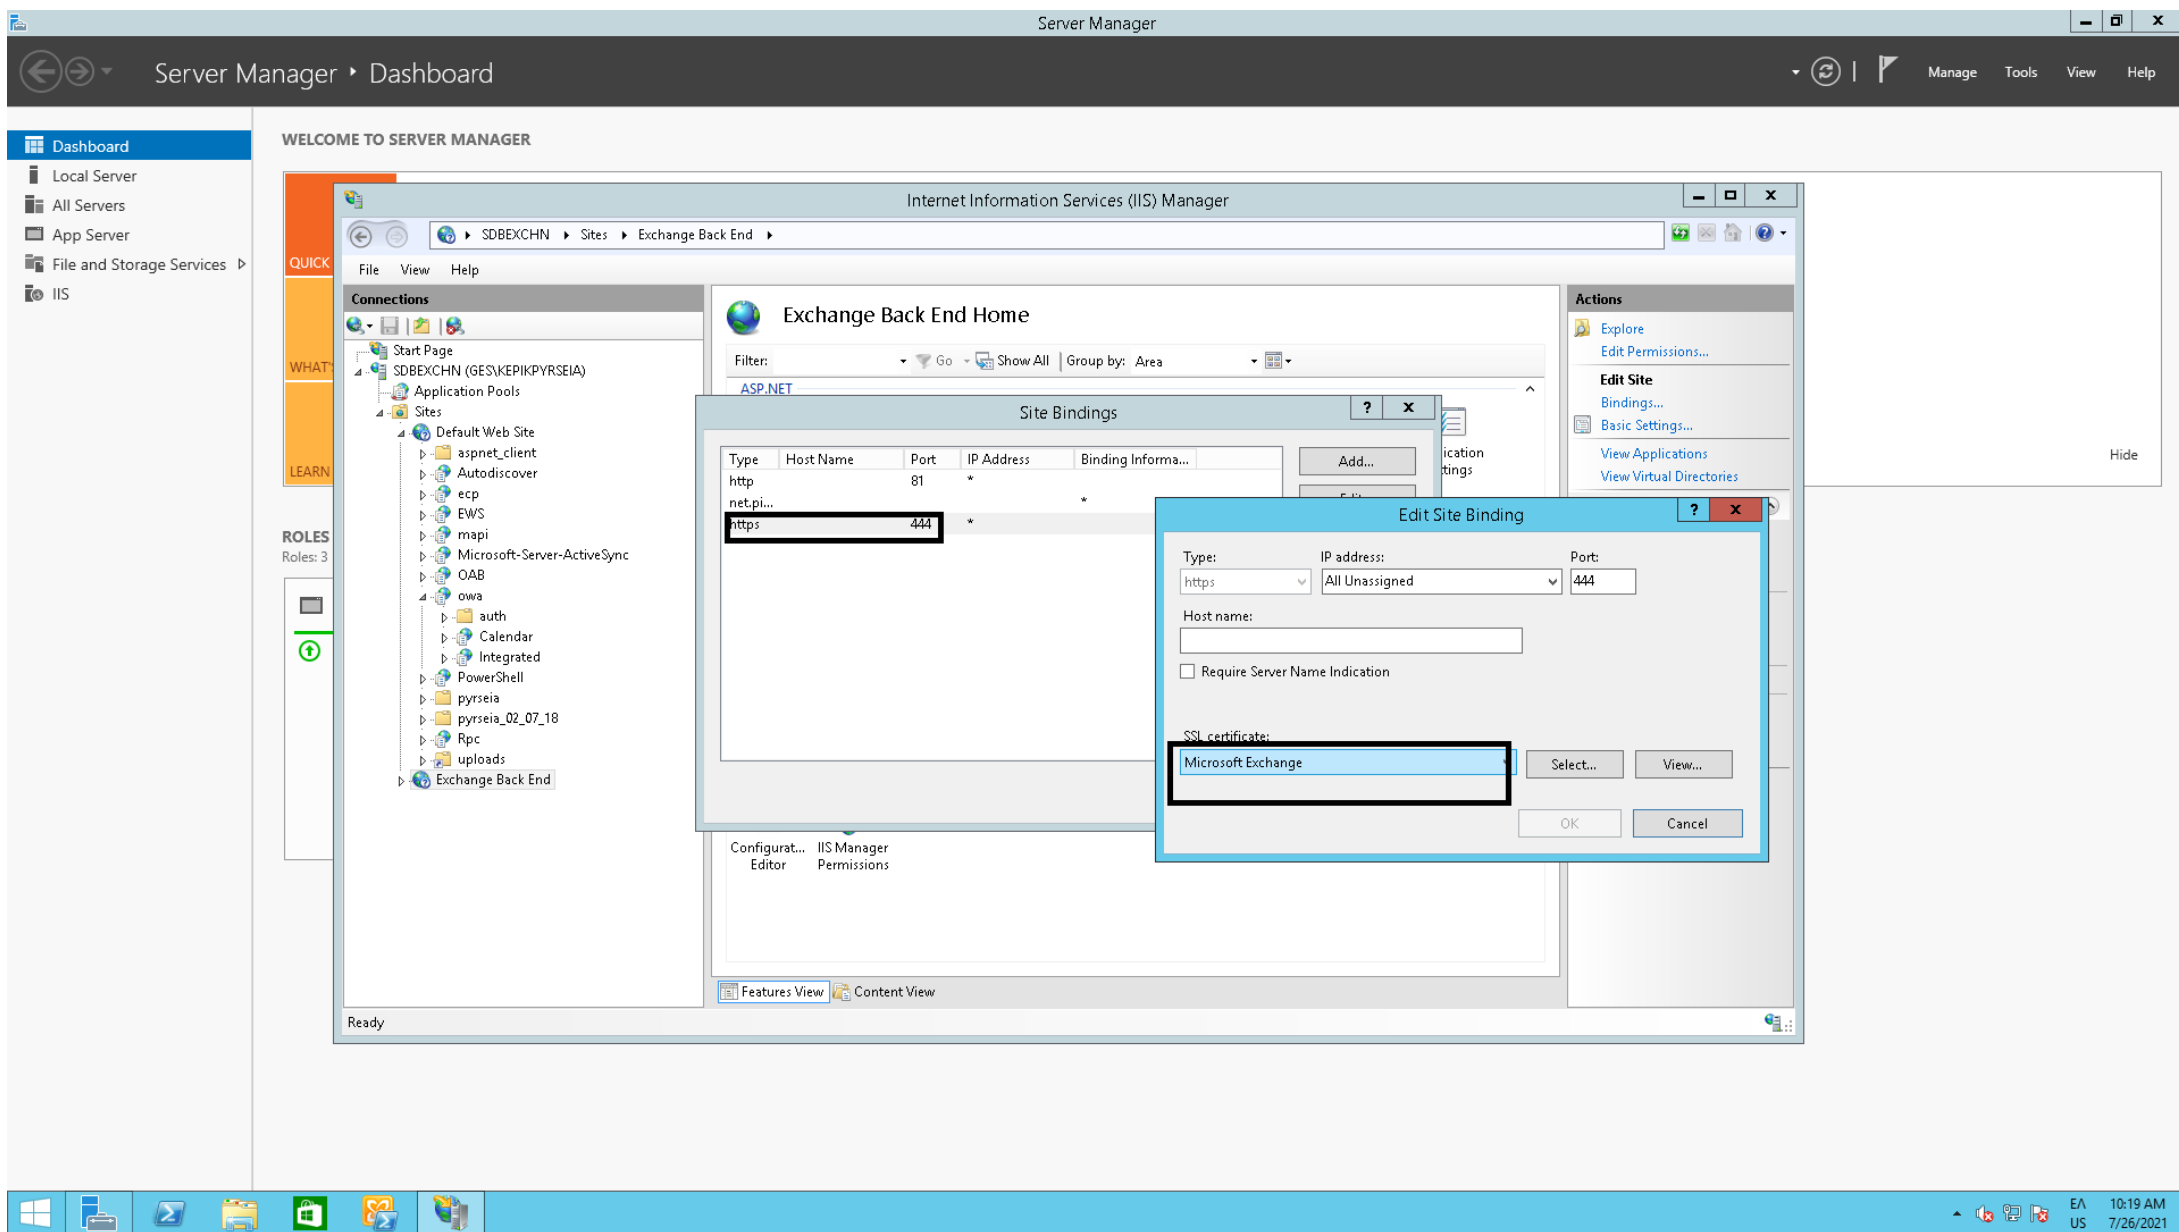 Server Manager
Server Manager ‣ Dashboard
Manage Tools View Help
Dashboard
Local Server
All Servers
App Server
File and Storage Services
IIS
WELCOME TO SERVER MANAGER
QUICK
WHAT'S
LEARN
Hide
ROLES
Roles: 3
Internet Information Services (IIS) Manager
SDBEXCHN ‣ Sites ‣ Exchange Back End ‣
File View Help
Connections
Start Page
SDBEXCHN (GES\KEPIKPYRSEIA)
Application Pools
Sites
Default Web Site
aspnet_client
Autodiscover
ecp
EWS
mapi
Microsoft-Server-ActiveSync
OAB
owa
auth
Calendar
Integrated
PowerShell
pyrseia
pyrseia_02_07_18
Rpc
uploads
Exchange Back End
Exchange Back End Home
Filter: Go Show All Group by: Area
ASP.NET
ication
ttings
Configurat... Editor
IIS Manager Permissions
Features View Content View
Ready
Actions
Explore
Edit Permissions...
Edit Site
Bindings...
Basic Settings...
View Applications
View Virtual Directories
Site Bindings
Type Host Name Port IP Address Binding Informa...
http 81 *
net.pi... *
https 444 *
Add...
Edit Site Binding
Type: IP address: Port:
https All Unassigned 444
Host name:
Require Server Name Indication
SSL certificate:
Microsoft Exchange
Select... View...
OK Cancel
ΕΛ 10:19 AM
US 7/26/2021